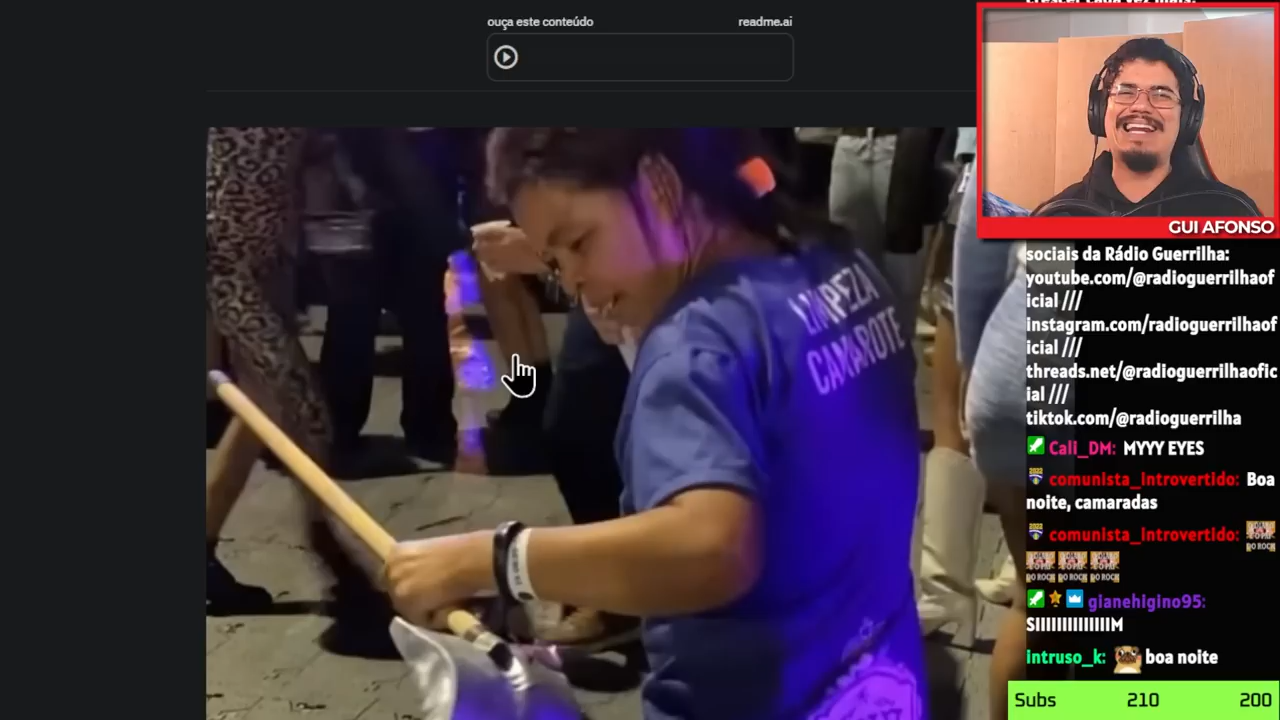 ouça este conteúdo
readme.ai
LIMPEZA
CAMAROTE
GUI AFONSO
sociais da Rádio Guerrilha:
youtube.com/@radioguerrilhaof
icial ///
instagram.com/radioguerrilhaof
icial ///
threads.net/@radioguerrilhaofic
ial ///
tiktok.com/@radioguerrilha
Cali_DM: MYYY EYES
comunista_introvertido: Boa
noite, camaradas
comunista_introvertido:
gianehigino95:
SIIIIIIIIIIIIIM
intruso_k: boa noite
Subs 210 200